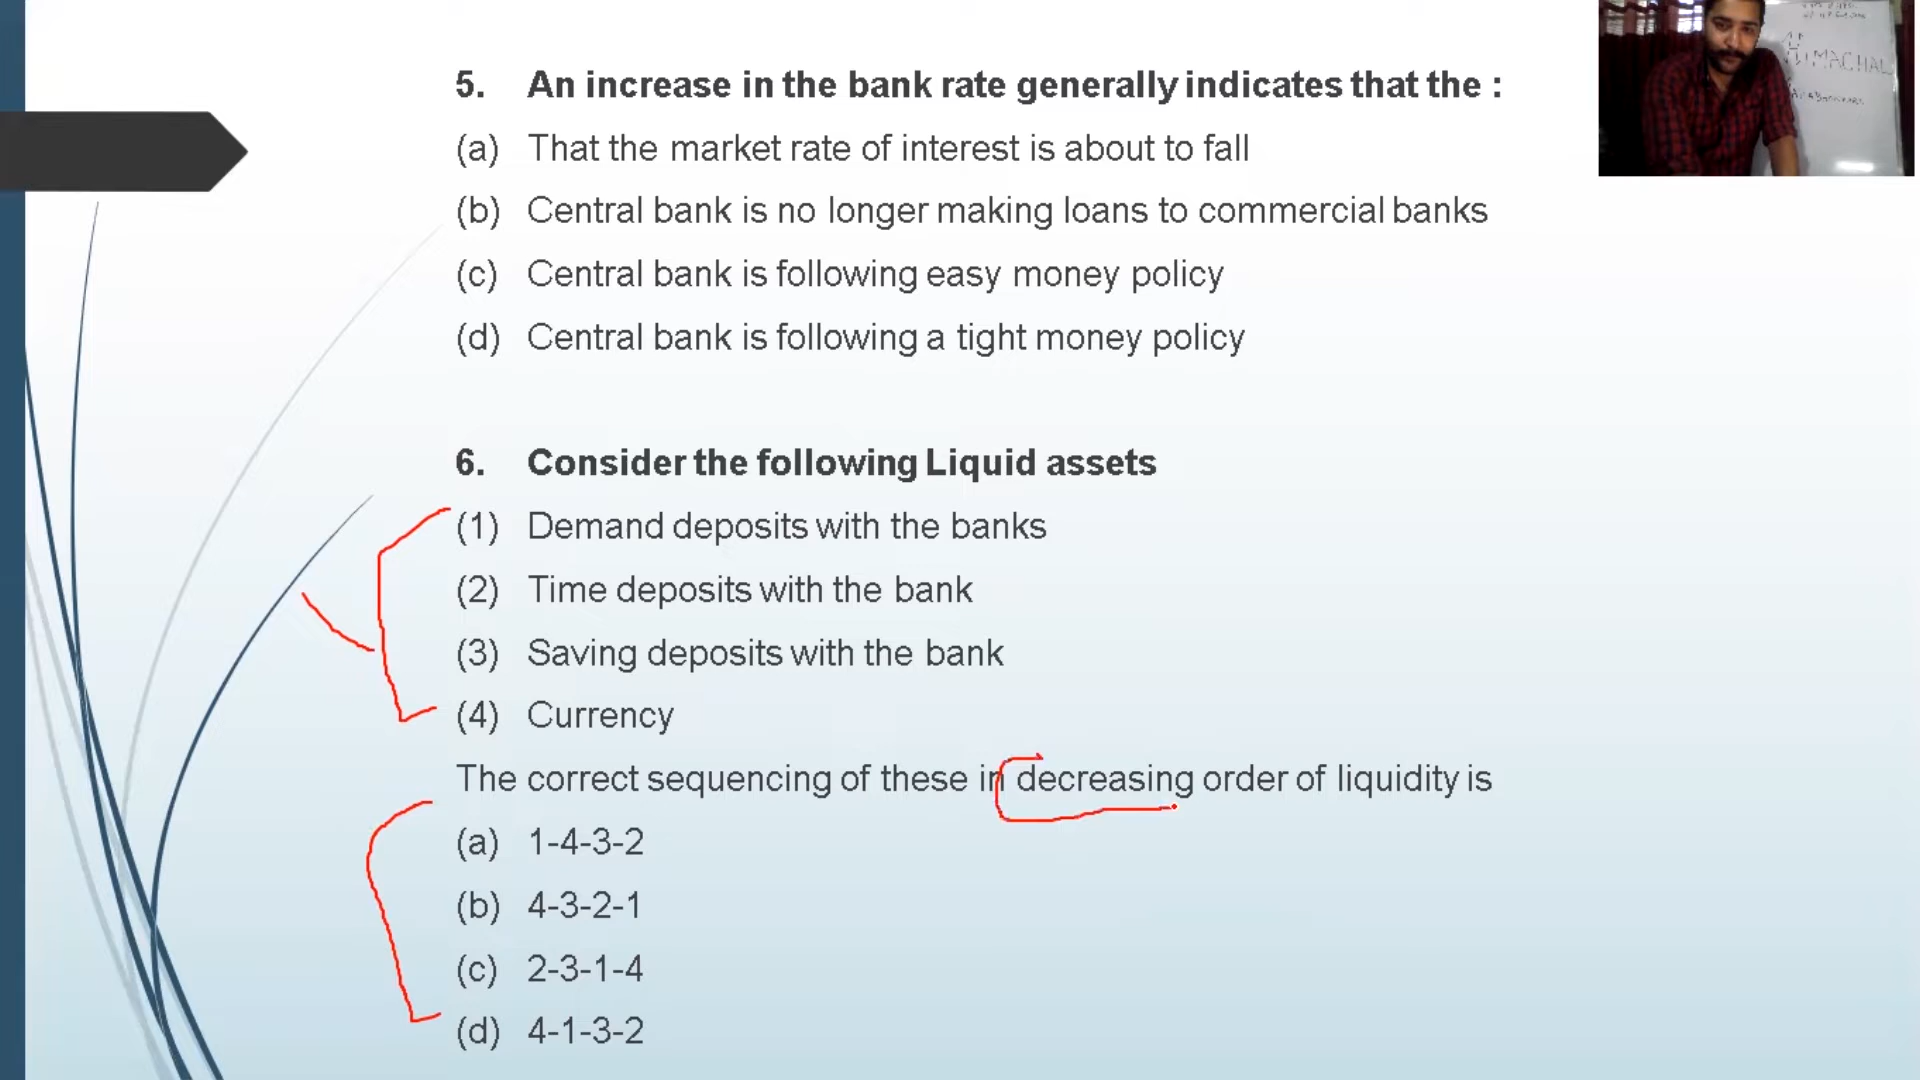 5. An increase in the bank rate generally indicates that the :
(a) That the market rate of interest is about to fall
(b) Central bank is no longer making loans to commercial banks
(c) Central bank is following easy money policy
(d) Central bank is following a tight money policy
6. Consider the following Liquid assets
(1) Demand deposits with the banks
(2) Time deposits with the bank
(3) Saving deposits with the bank
(4) Currency
The correct sequencing of these in decreasing order of liquidity is
(a) 1-4-3-2
(b) 4-3-2-1
(c) 2-3-1-4
(d) 4-1-3-2
HIMACHAL